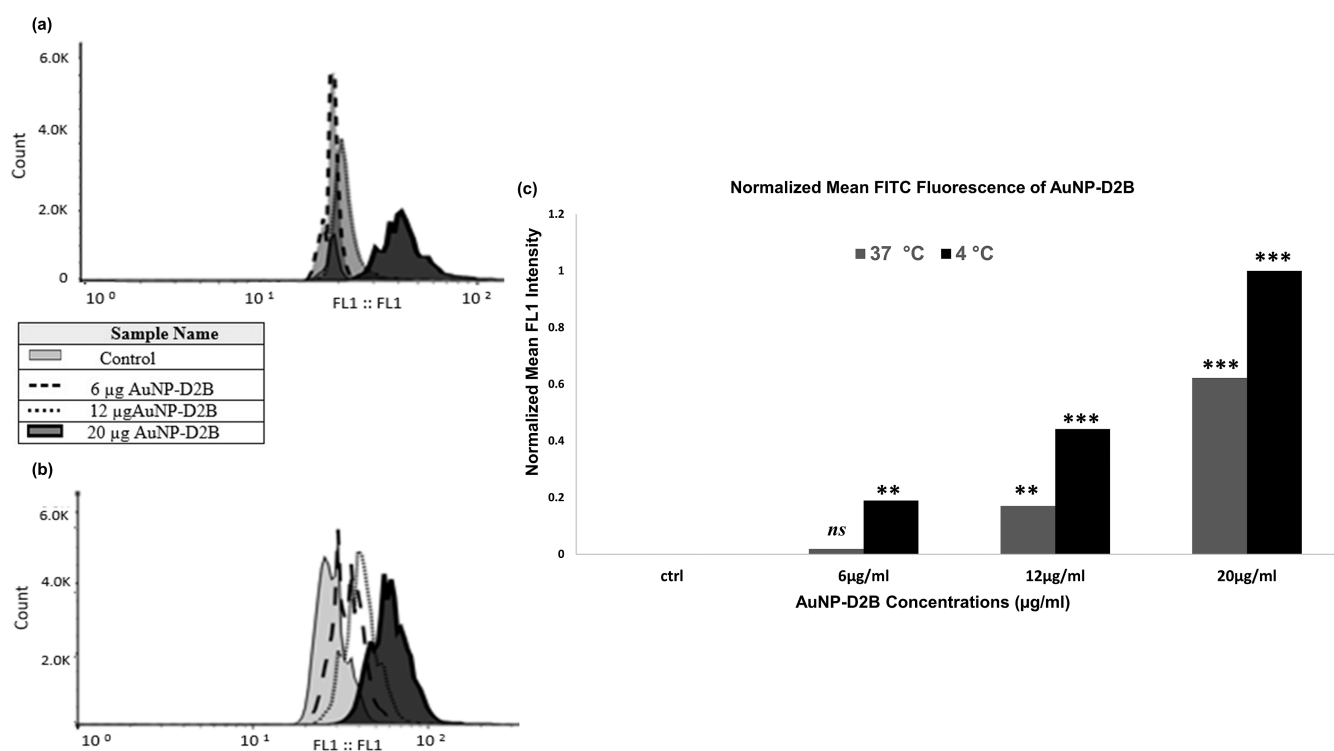 (a)
6.0K
4.0K
2.0K
0
Count
10 0 10 1 10 2
FL1 :: FL1
Sample Name
Control
6 µg AuNP-D2B
12 µgAuNP-D2B
20 µg AuNP-D2B
(b)
6.0K
4.0K
2.0K
Count
10 0 10 1 10 2
FL1 :: FL1
(c)
Normalized Mean FITC Fluorescence of AuNP-D2B
37 °C 4 °C
Normalized Mean FL1 Intensity
1.2
1
0.8
0.6
0.4
0.2
0
ns
**
**
***
***
***
ctrl 6µg/ml 12µg/ml 20µg/ml
AuNP-D2B Concentrations (µg/ml)